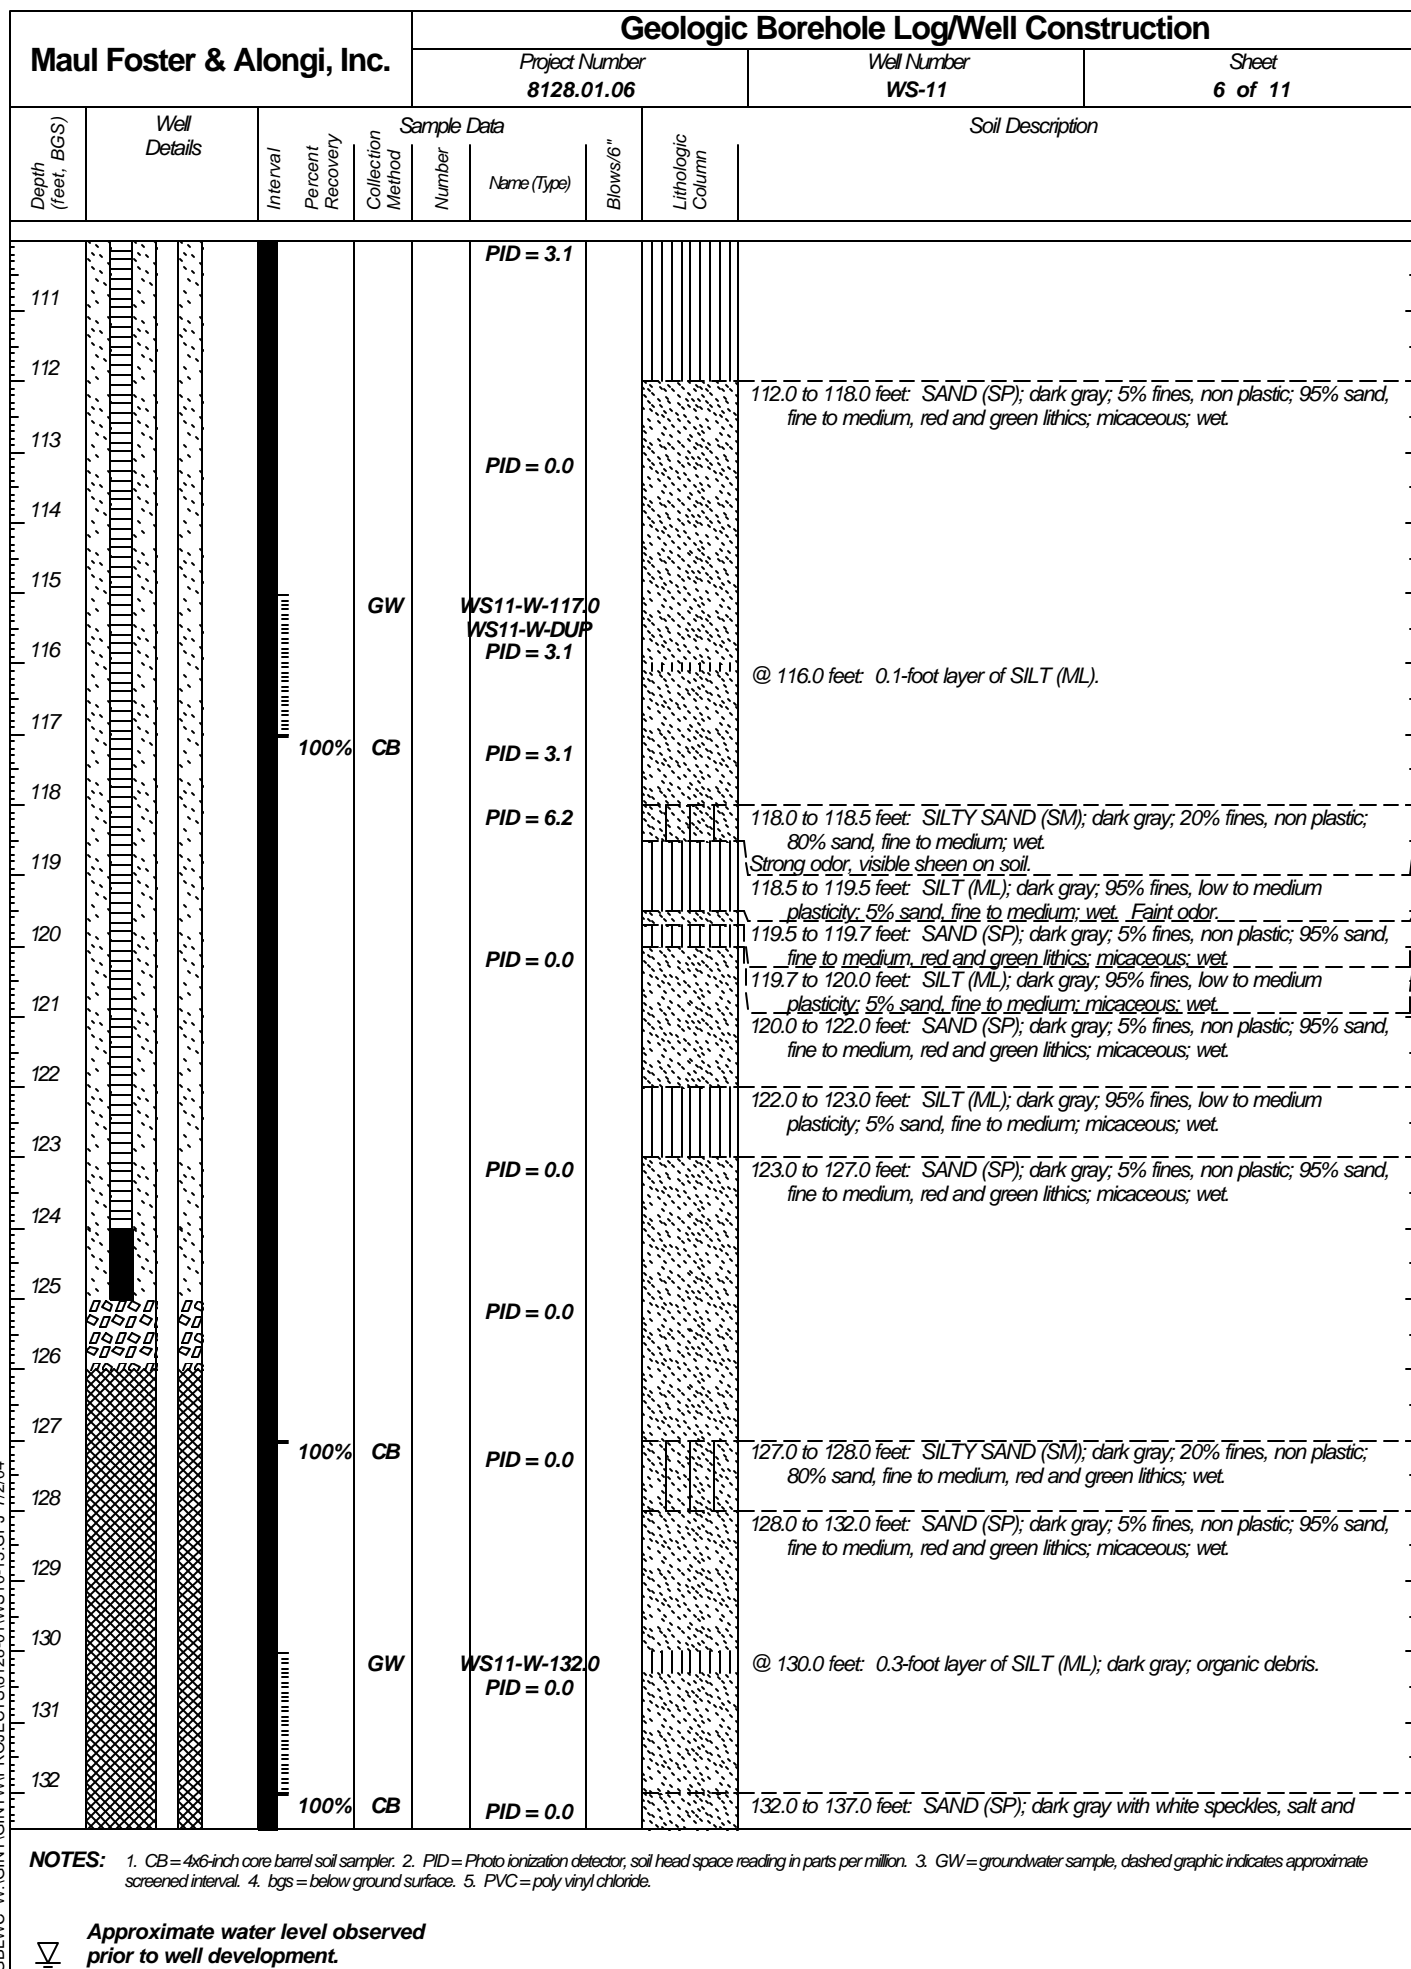 Maul Foster & Alongi, Inc.
Geologic Borehole Log/Well Construction
Project Number
8128.01.06
Well Number
WS-11
Sheet
6 of 11
Depth
(feet, BGS)
Well
Details
Sample Data
Interval
Percent
Recovery
Collection
Method
Number
Name (Type)
Blows/6"
Lithologic
Column
Soil Description
PID = 3.1
111
112
112.0 to 118.0 feet: SAND (SP); dark gray; 5% fines, non plastic; 95% sand,
fine to medium, red and green lithics; micaceous; wet.
113
PID = 0.0
114
115
GW WS11-W-117.0
WS11-W-DUP
116 PID = 3.1
@ 116.0 feet: 0.1-foot layer of SILT (ML).
117
100% CB PID = 3.1
118
PID = 6.2 118.0 to 118.5 feet: SILTY SAND (SM); dark gray; 20% fines, non plastic;
80% sand, fine to medium; wet.
119 Strong odor, visible sheen on soil.
118.5 to 119.5 feet: SILT (ML); dark gray; 95% fines, low to medium
plasticity; 5% sand, fine to medium; wet. Faint odor.
120 119.5 to 119.7 feet: SAND (SP); dark gray; 5% fines, non plastic; 95% sand,
PID = 0.0 fine to medium, red and green lithics; micaceous; wet.
119.7 to 120.0 feet: SILT (ML); dark gray; 95% fines, low to medium
121 plasticity; 5% sand, fine to medium; micaceous; wet.
120.0 to 122.0 feet: SAND (SP); dark gray; 5% fines, non plastic; 95% sand,
fine to medium, red and green lithics; micaceous; wet.
122
122.0 to 123.0 feet: SILT (ML); dark gray; 95% fines, low to medium
plasticity; 5% sand, fine to medium; micaceous; wet.
123
PID = 0.0 123.0 to 127.0 feet: SAND (SP); dark gray; 5% fines, non plastic; 95% sand,
fine to medium, red and green lithics; micaceous; wet.
124
125
PID = 0.0
126
127
100% CB PID = 0.0 127.0 to 128.0 feet: SILTY SAND (SM); dark gray; 20% fines, non plastic;
80% sand, fine to medium, red and green lithics; wet.
128
128.0 to 132.0 feet: SAND (SP); dark gray; 5% fines, non plastic; 95% sand,
fine to medium, red and green lithics; micaceous; wet.
129
130
GW WS11-W-132.0 @ 130.0 feet: 0.3-foot layer of SILT (ML); dark gray; organic debris.
PID = 0.0
131
132
100% CB PID = 0.0 132.0 to 137.0 feet: SAND (SP); dark gray with white speckles, salt and
NOTES: 1. CB = 4x6-inch core barrel soil sampler. 2. PID = Photo ionization detector, soil head space reading in parts per million. 3. GW = groundwater sample, dashed graphic indicates approximate
screened interval. 4. bgs = below ground surface. 5. PVC = poly vinyl chloride.
Approximate water level observed
prior to well development.